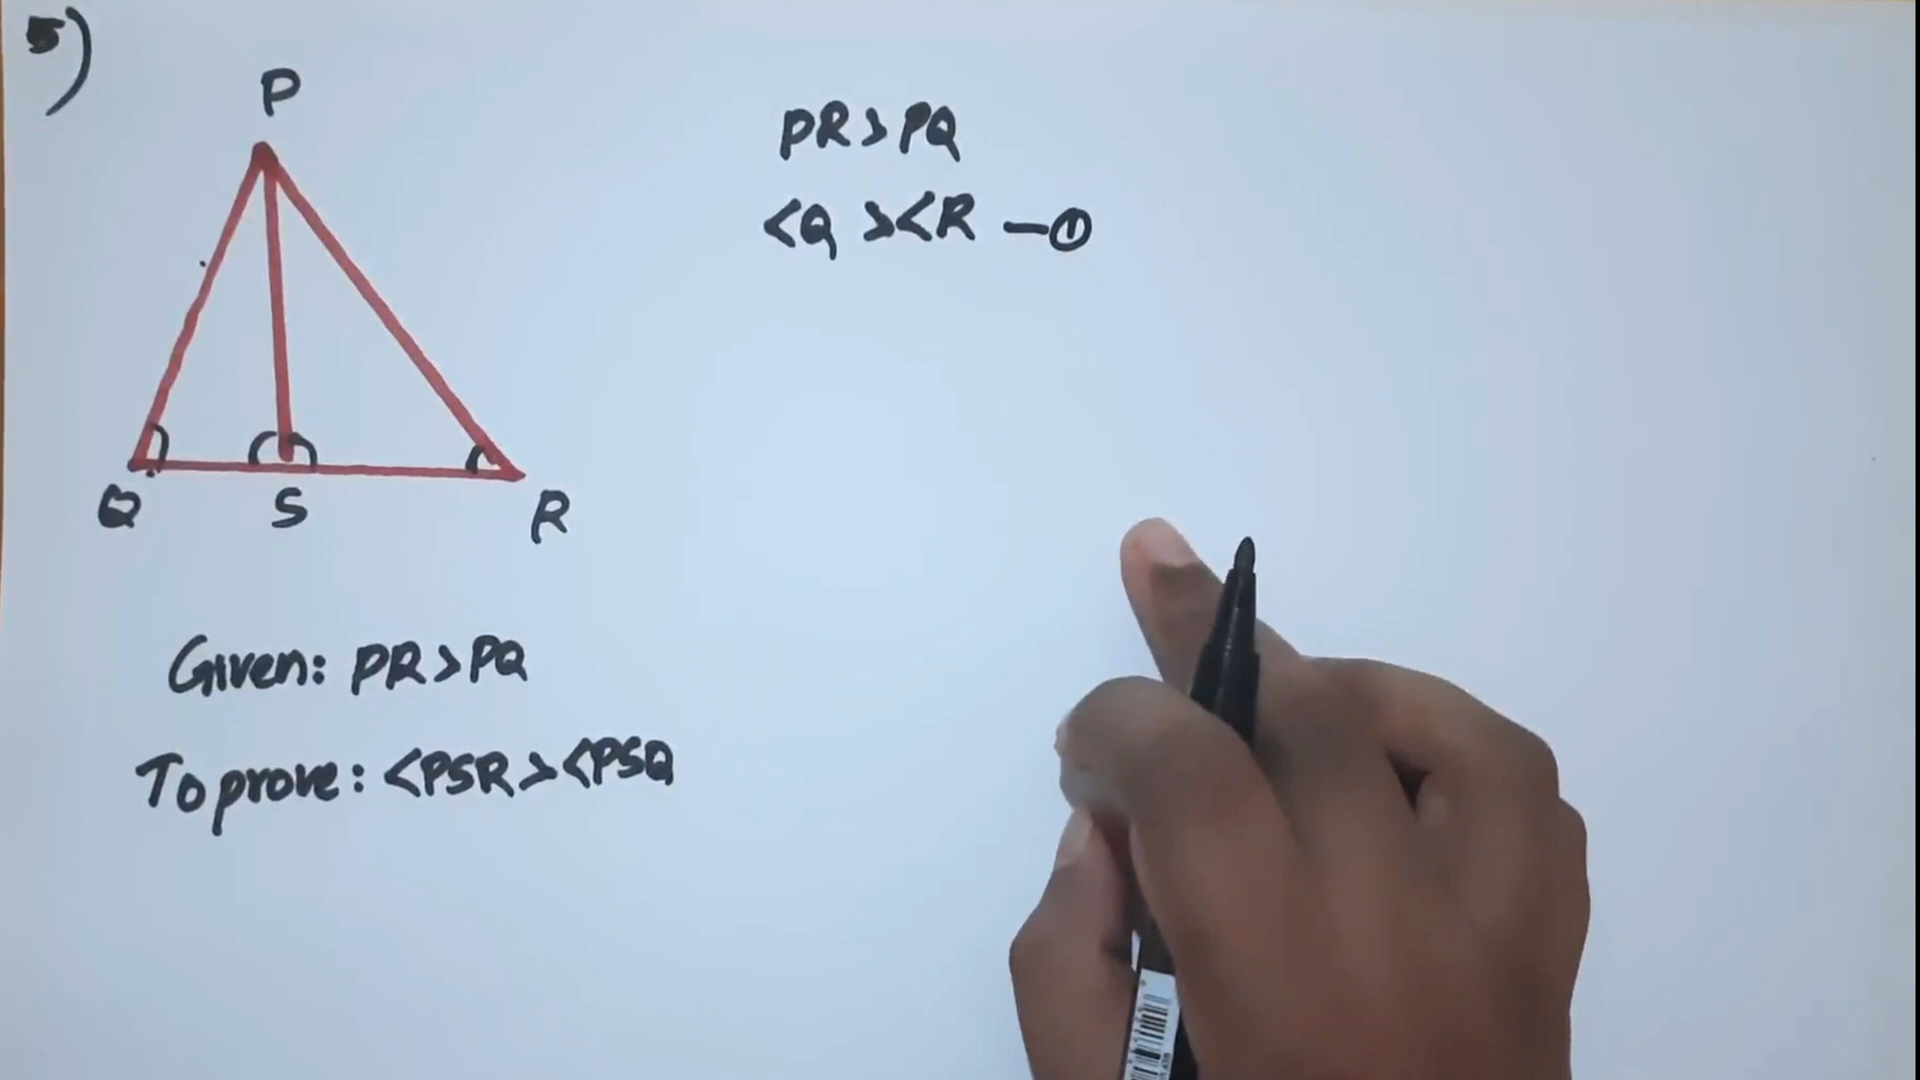 5)
P
Q S R
PR>PQ
<Q ><R —①
Given: PR>PQ
To prove: <PSR><PSQ